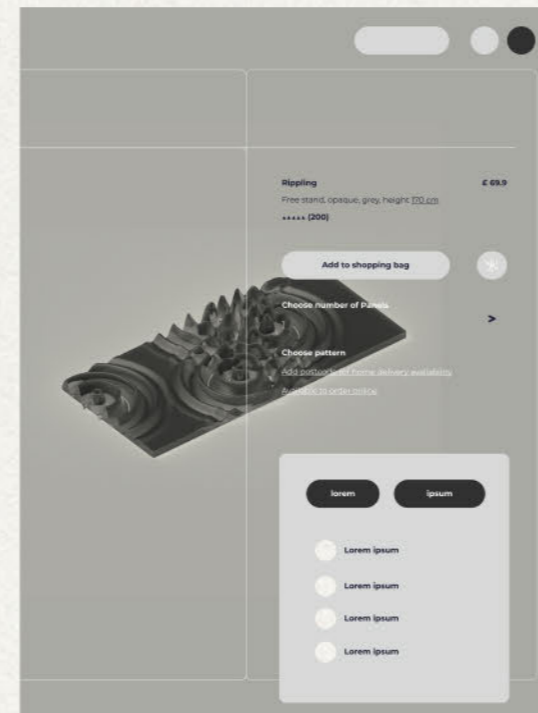 Rippling
£ 69.9
Free stand, opaque, grey, height 170 cm
(200)
Add to shopping bag
Choose number of Panels
>
Choose pattern
Add postcode for home delivery availability
Available to order online
lorem
ipsum
Lorem ipsum
Lorem ipsum
Lorem ipsum
Lorem ipsum